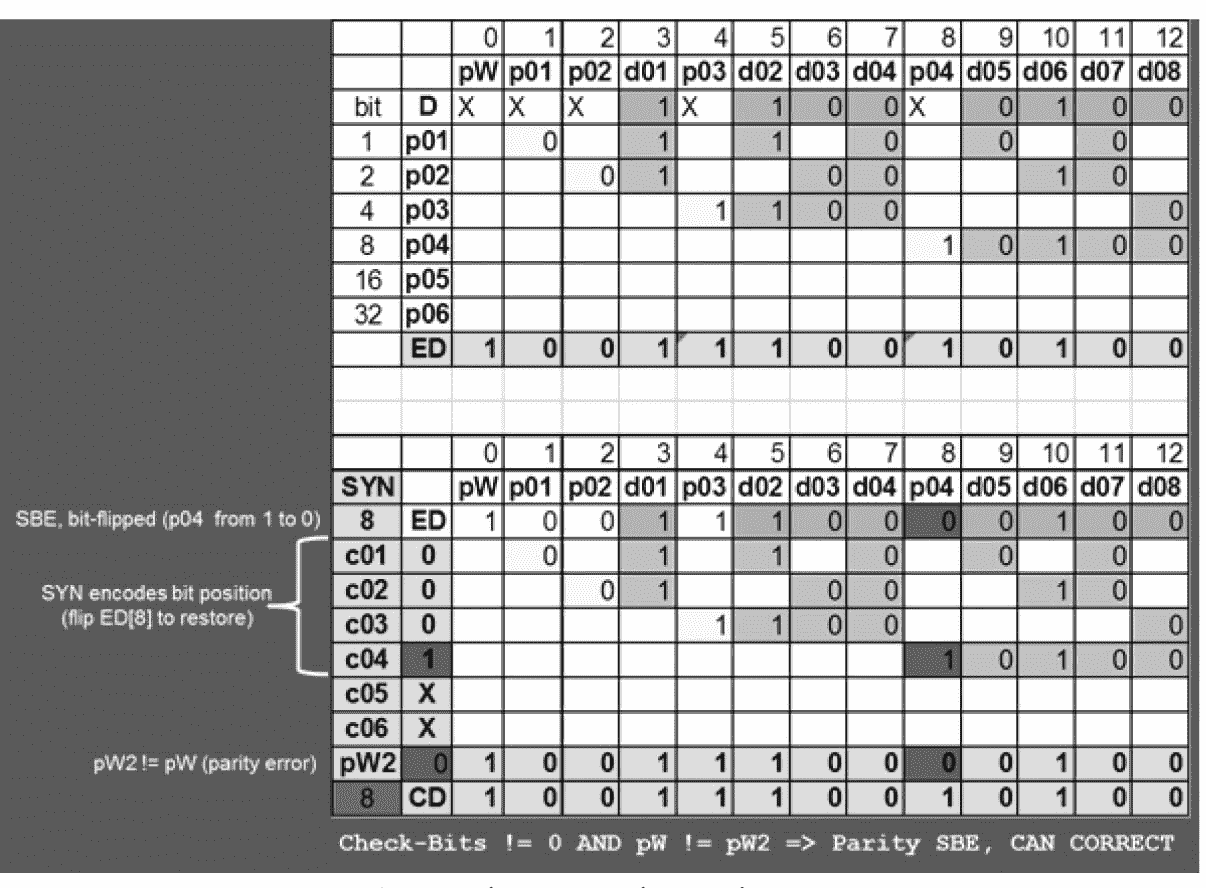 0 1 2 3 4 5 6 7 8 9 10 11 12
pW p01 p02 d01 p03 d02 d03 d04 p04 d05 d06 d07 d08
bit D X X X 1 X 1 0 0 X 0 1 0 0
1 p01 0 1 1 0 0 0
2 p02 0 1 0 0 1 0
4 p03 1 1 0 0 0
8 p04 1 0 1 0 0
16 p05
32 p06
ED 1 0 0 1 1 1 0 0 1 0 1 0 0
0 1 2 3 4 5 6 7 8 9 10 11 12
SYN pW p01 p02 d01 p03 d02 d03 d04 p04 d05 d06 d07 d08
SBE, bit-flipped (p04 from 1 to 0) 8 ED 1 0 0 1 1 1 0 0 0 0 1 0 0
c01 0 0 1 1 0 0 0
SYN encodes bit position
(flip ED[8] to restore)
c02 0 0 1 0 0 1 0
c03 0 1 1 0 0 0
c04 1 1 0 1 0 0
c05 X
c06 X
pW2 != pW (parity error) pW2 0 1 0 0 1 1 1 0 0 0 0 1 0 0
8 CD 1 0 0 1 1 1 0 0 1 0 1 0 0
Check-Bits != 0 AND pW != pW2 => Parity SBE, CAN CORRECT